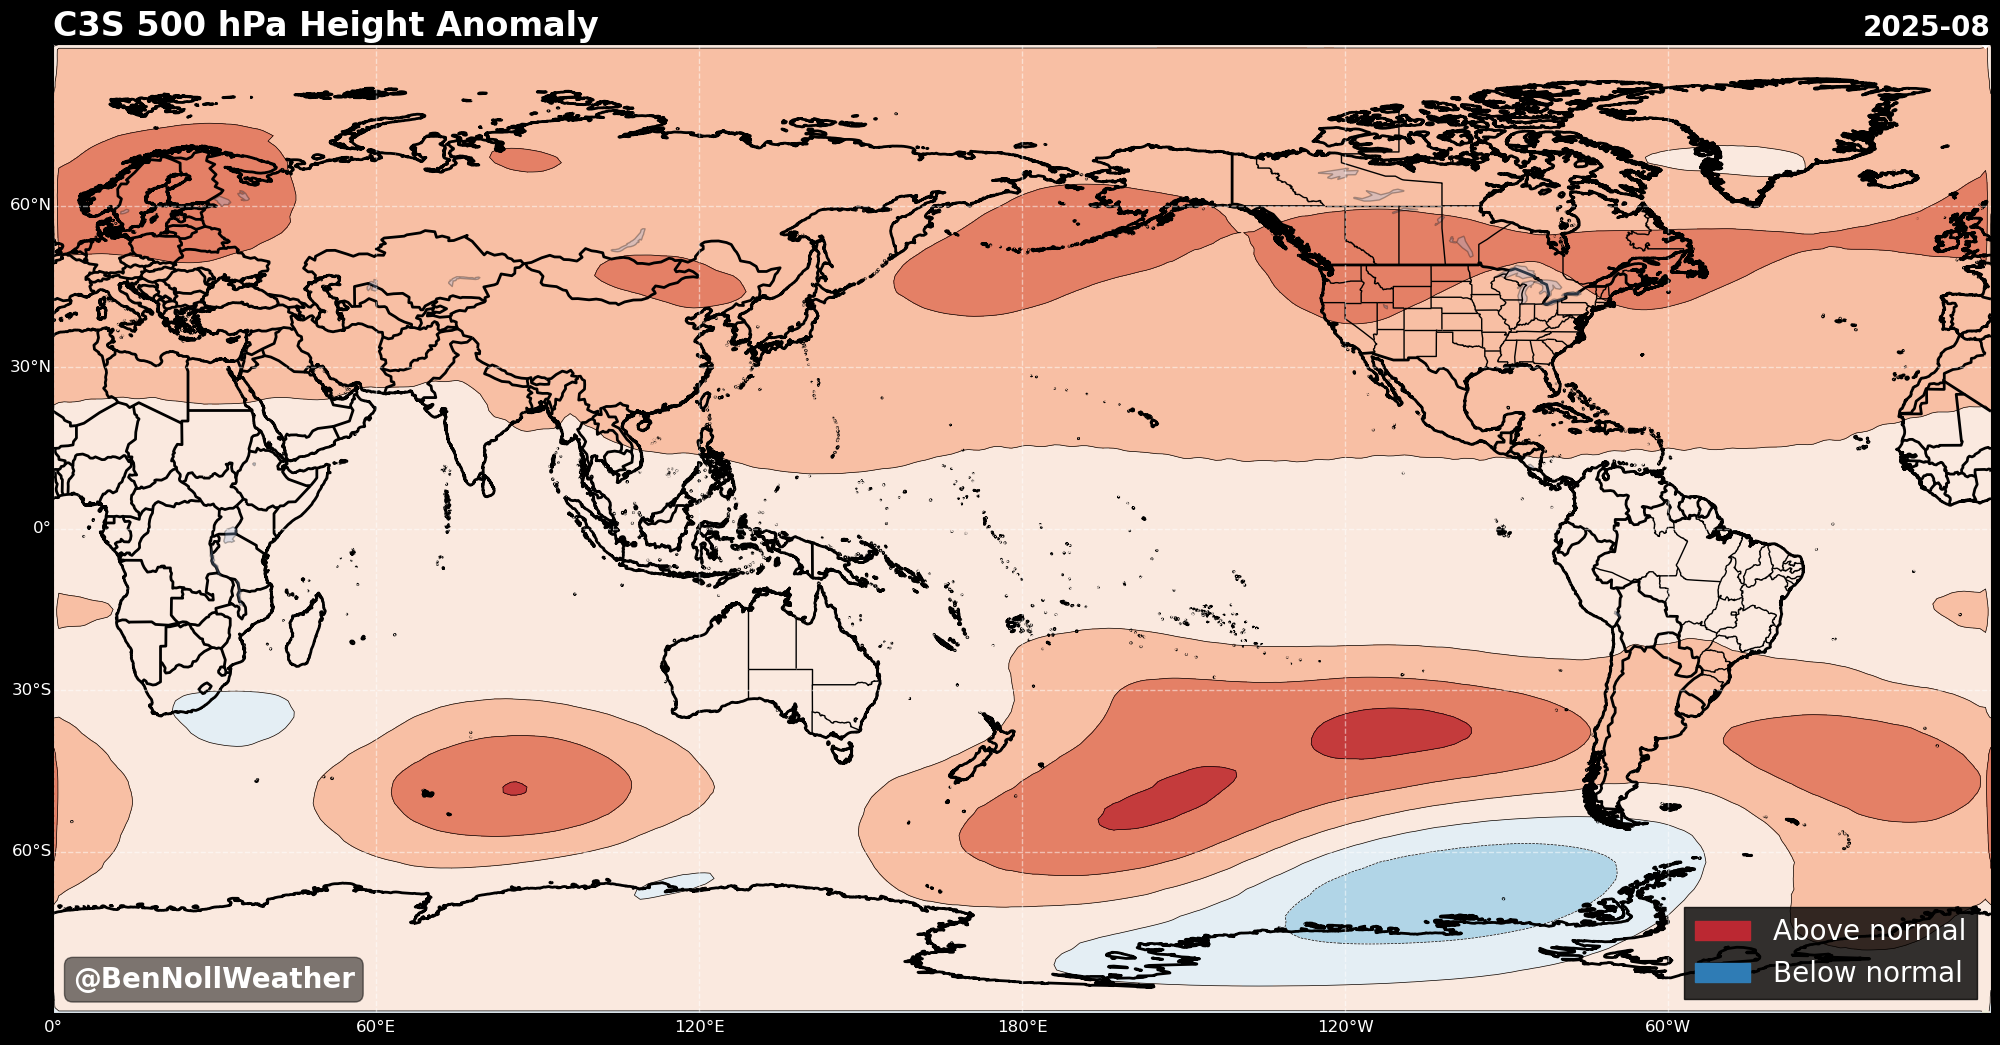 C3S 500 hPa Height Anomaly
2025-08
60°N
30°N
0°
30°S
60°S
Above normal
Below normal
@BenNollWeather
0°
60°E
120°E
180°E
120°W
60°W